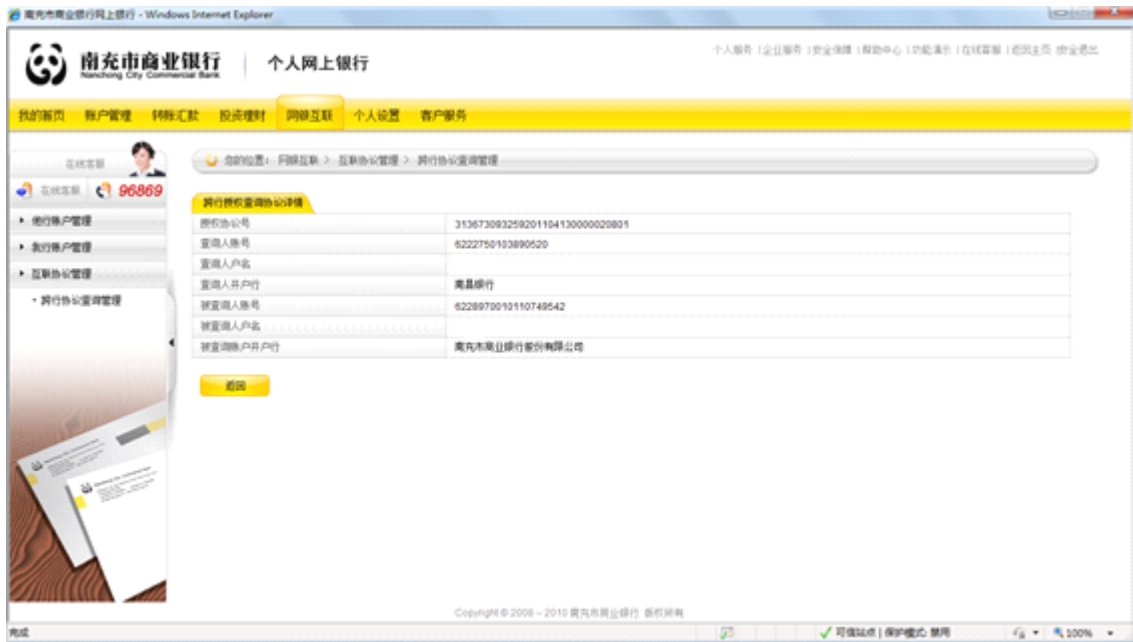 南充市商业银行网上银行 - Windows Internet Explorer
南充市商业银行
Nanchong City Commercial Bank
个人网上银行
个人服务 | 企业服务 | 安全保障 | 帮助中心 | 功能演示 | 在线客服 | 返回主页 | 安全退出
我的首页 账户管理 转账汇款 投资理财 网银互联 个人设置 客户服务
在线客服
在线客服 96869
他行账户管理
我行账户管理
互联协议管理
跨行协议查询管理
您的位置: 网银互联 > 互联协议管理 > 跨行协议查询管理
跨行授权查询协议详情
授权协议号 31367309325920110413000002​0801
查询人账号 6222750103890520
查询人户名
查询人开户行 南昌银行
被查询人账号 6228970010110749542
被查询人户名
被查询账户开户行 南充市商业银行股份有限公司
返回
Copyright © 2008 – 2010 南充市商业银行 版权所有
完成 可信站点 | 保护模式: 禁用 100%